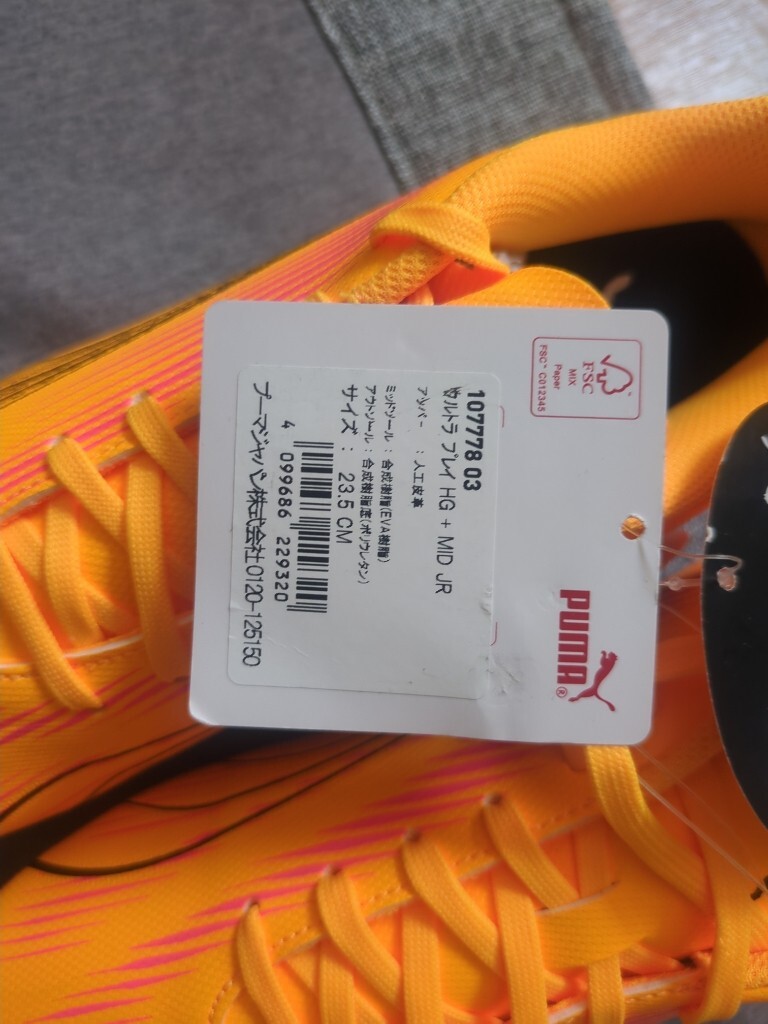 FSC
MIX
Paper
FSC™ C012345
PUMA®
107778 03
ウルトラ プレイ HG + MID JR
アッパー : 人工皮革
ミッドソール : 合成樹脂(EVA樹脂)
アウトソール : 合成樹脂底(ポリウレタン)
サイズ : 23.5 CM
4 099686 229320
プーマジャパン株式会社 0120-125150